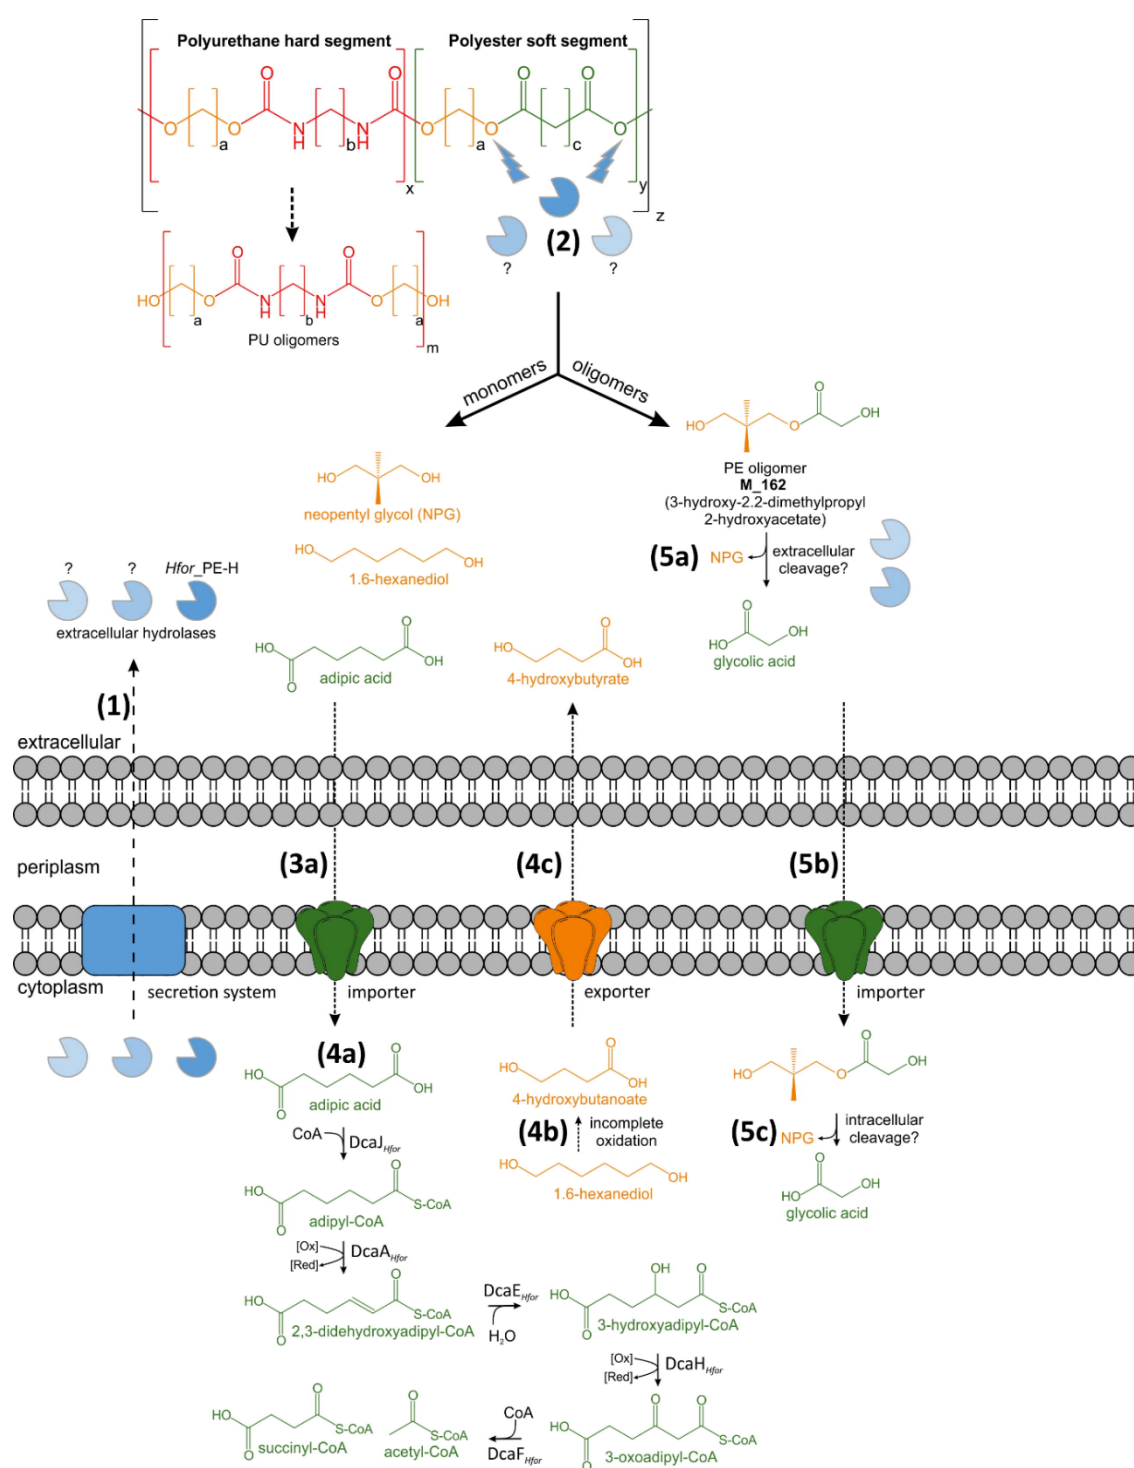 Polyurethane hard segment
Polyester soft segment
O
O
O
O
O
O
N
H
N
H
O
O
O
O
a
b
a
c
x
y
z
(2)
?
?
O
O
HO
O
N
H
N
H
O
OH
a
b
a
m
PU oligomers
monomers
oligomers
HO
OH
neopentyl glycol (NPG)
HO
OH
1.6-hexanediol
HO
O
O
OH
adipic acid
HO
O
OH
4-hydroxybutyrate
HO
O
O
OH
PE oligomer
M_162
(3-hydroxy-2.2-dimethylpropyl
2-hydroxyacetate)
(5a)
NPG
extracellular
cleavage?
O
HO
OH
glycolic acid
?
?
Hfor_PE-H
extracellular hydrolases
(1)
extracellular
periplasm
(3a)
(4c)
(5b)
cytoplasm
secretion system
importer
exporter
importer
(4a)
HO
O
O
OH
adipic acid
CoA
DcaJHfor
HO
O
O
S-CoA
adipyl-CoA
[Ox]
[Red]
DcaAHfor
HO
O
O
S-CoA
2,3-didehydroxyadipyl-CoA
DcaEHfor
H2O
HO
O
OH
O
S-CoA
3-hydroxyadipyl-CoA
[Ox]
[Red]
DcaHHfor
HO
O
O
O
S-CoA
3-oxoadipyl-CoA
CoA
DcaFHfor
HO
O
O
S-CoA
succinyl-CoA
O
S-CoA
acetyl-CoA
HO
O
OH
4-hydroxybutanoate
(4b)
incomplete
oxidation
HO
OH
1.6-hexanediol
HO
O
O
OH
(5c)
NPG
intracellular
cleavage?
O
HO
OH
glycolic acid